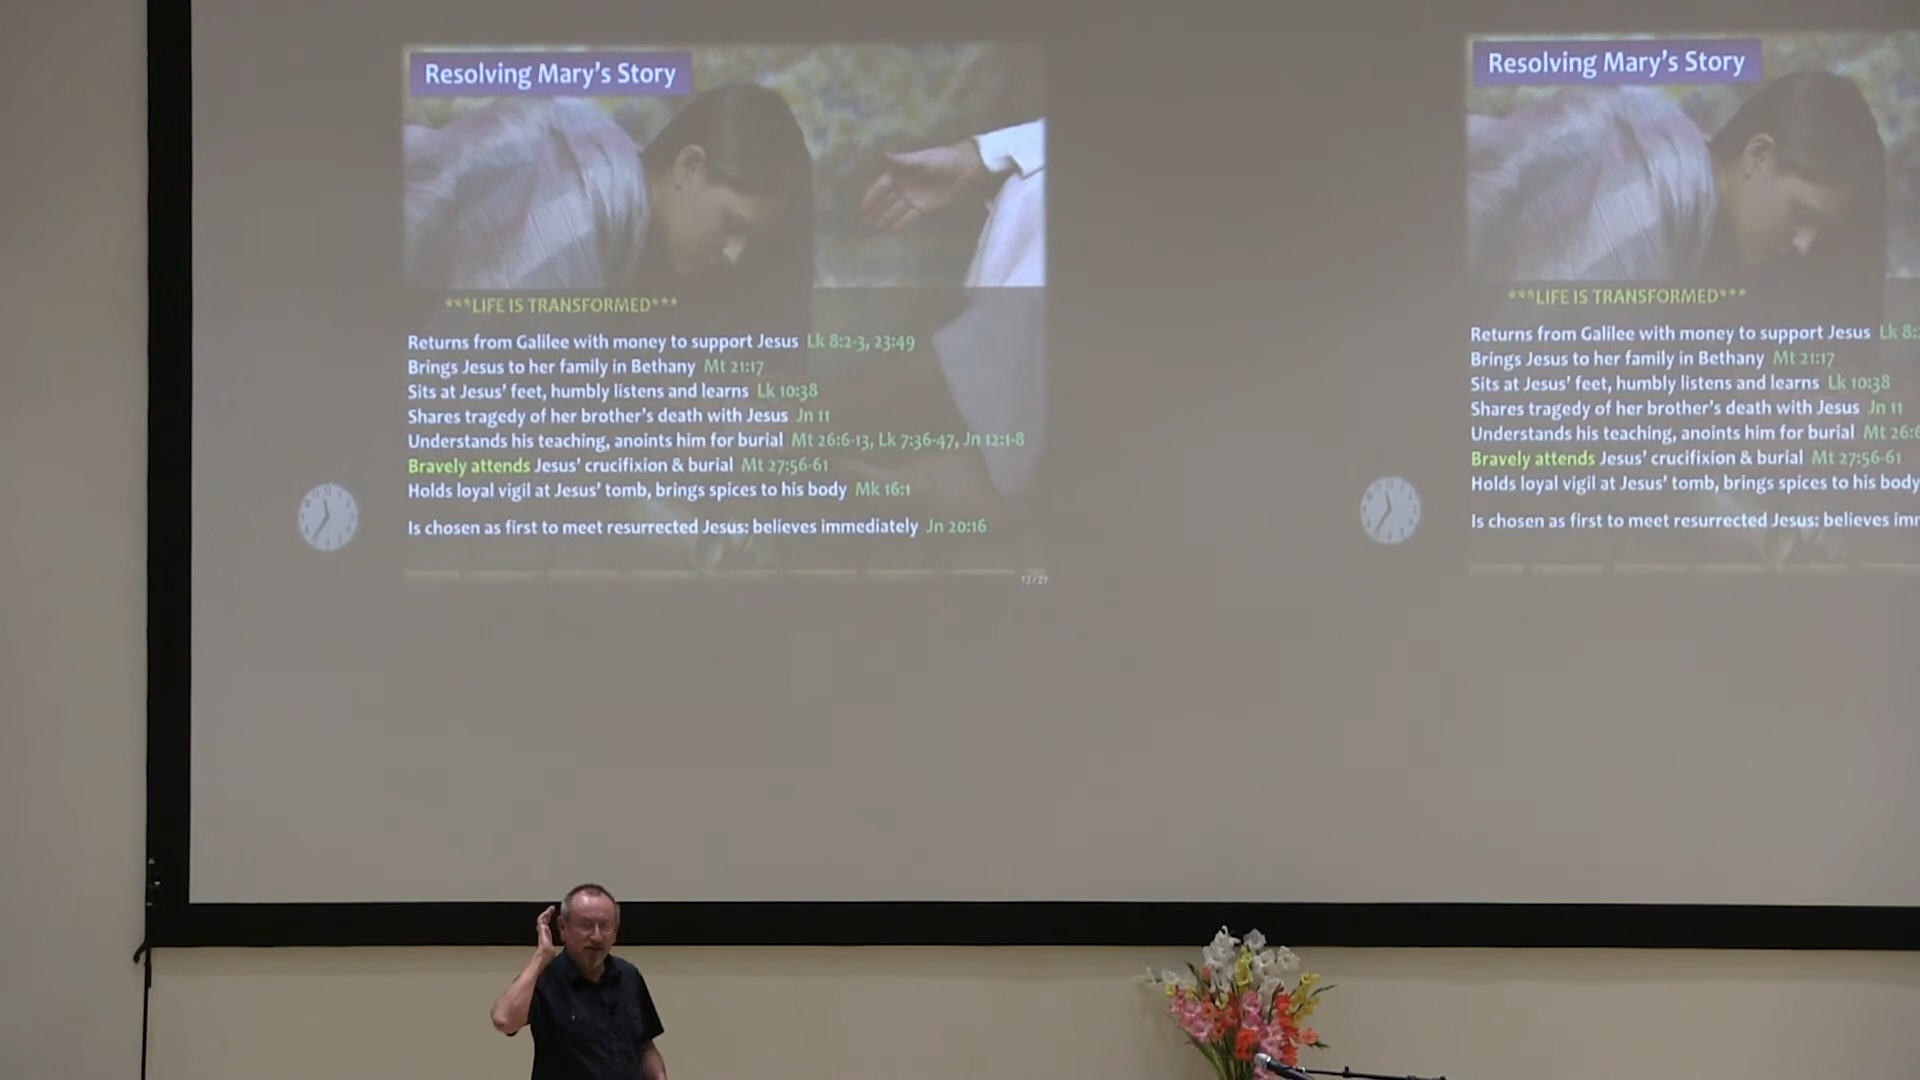 Resolving Mary's Story
***LIFE IS TRANSFORMED***
Returns from Galilee with money to support Jesus Lk 8:2-3, 23:49
Brings Jesus to her family in Bethany Mt 21:17
Sits at Jesus' feet, humbly listens and learns Lk 10:38
Shares tragedy of her brother's death with Jesus Jn 11
Understands his teaching, anoints him for burial Mt 26:6-13, Lk 7:36-47, Jn 12:1-8
Bravely attends Jesus' crucifixion & burial Mt 27:56-61
Holds loyal vigil at Jesus' tomb, brings spices to his body Mk 16:1
Is chosen as first to meet resurrected Jesus: believes immediately Jn 20:16
Resolving Mary's Story
***LIFE IS TRANSFORMED***
Returns from Galilee with money to support Jesus Lk 8:
Brings Jesus to her family in Bethany Mt 21:17
Sits at Jesus' feet, humbly listens and learns Lk 10:38
Shares tragedy of her brother's death with Jesus Jn 11
Understands his teaching, anoints him for burial Mt 26:
Bravely attends Jesus' crucifixion & burial Mt 27:56-61
Holds loyal vigil at Jesus' tomb, brings spices to his body
Is chosen as first to meet resurrected Jesus: believes